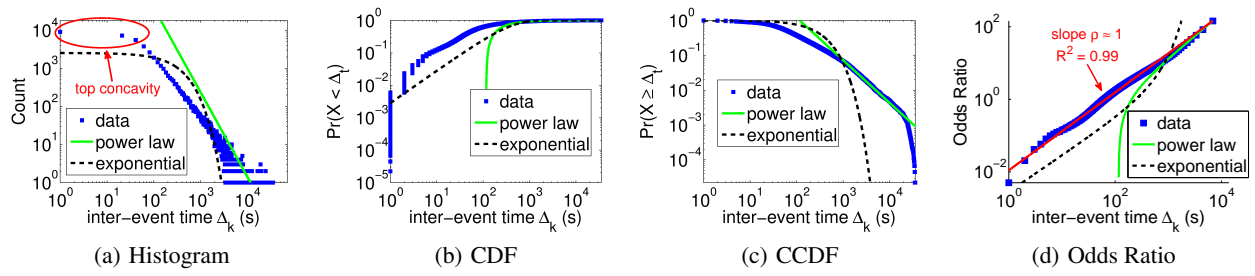 10^4
10^3
10^2
10^1
10^0
Count
top concavity
data
power law
exponential
10^0
10^1
10^2
10^3
10^4
inter-event time Δ_k (s)
(a) Histogram
10^0
10^-1
10^-2
10^-3
10^-4
10^-5
Pr(X < Δ_t)
data
power law
exponential
10^0
10^1
10^2
10^3
10^4
inter-event time Δ_k (s)
(b) CDF
10^0
10^-1
10^-2
10^-3
10^-4
Pr(X ≥ Δ_t)
data
power law
exponential
10^0
10^1
10^2
10^3
10^4
inter-event time Δ_k (s)
(c) CCDF
10^2
10^0
10^-2
Odds Ratio
slope ρ ≈ 1
R^2 = 0.99
data
power law
exponential
10^0
10^2
10^4
inter-event time Δ_k (s)
(d) Odds Ratio